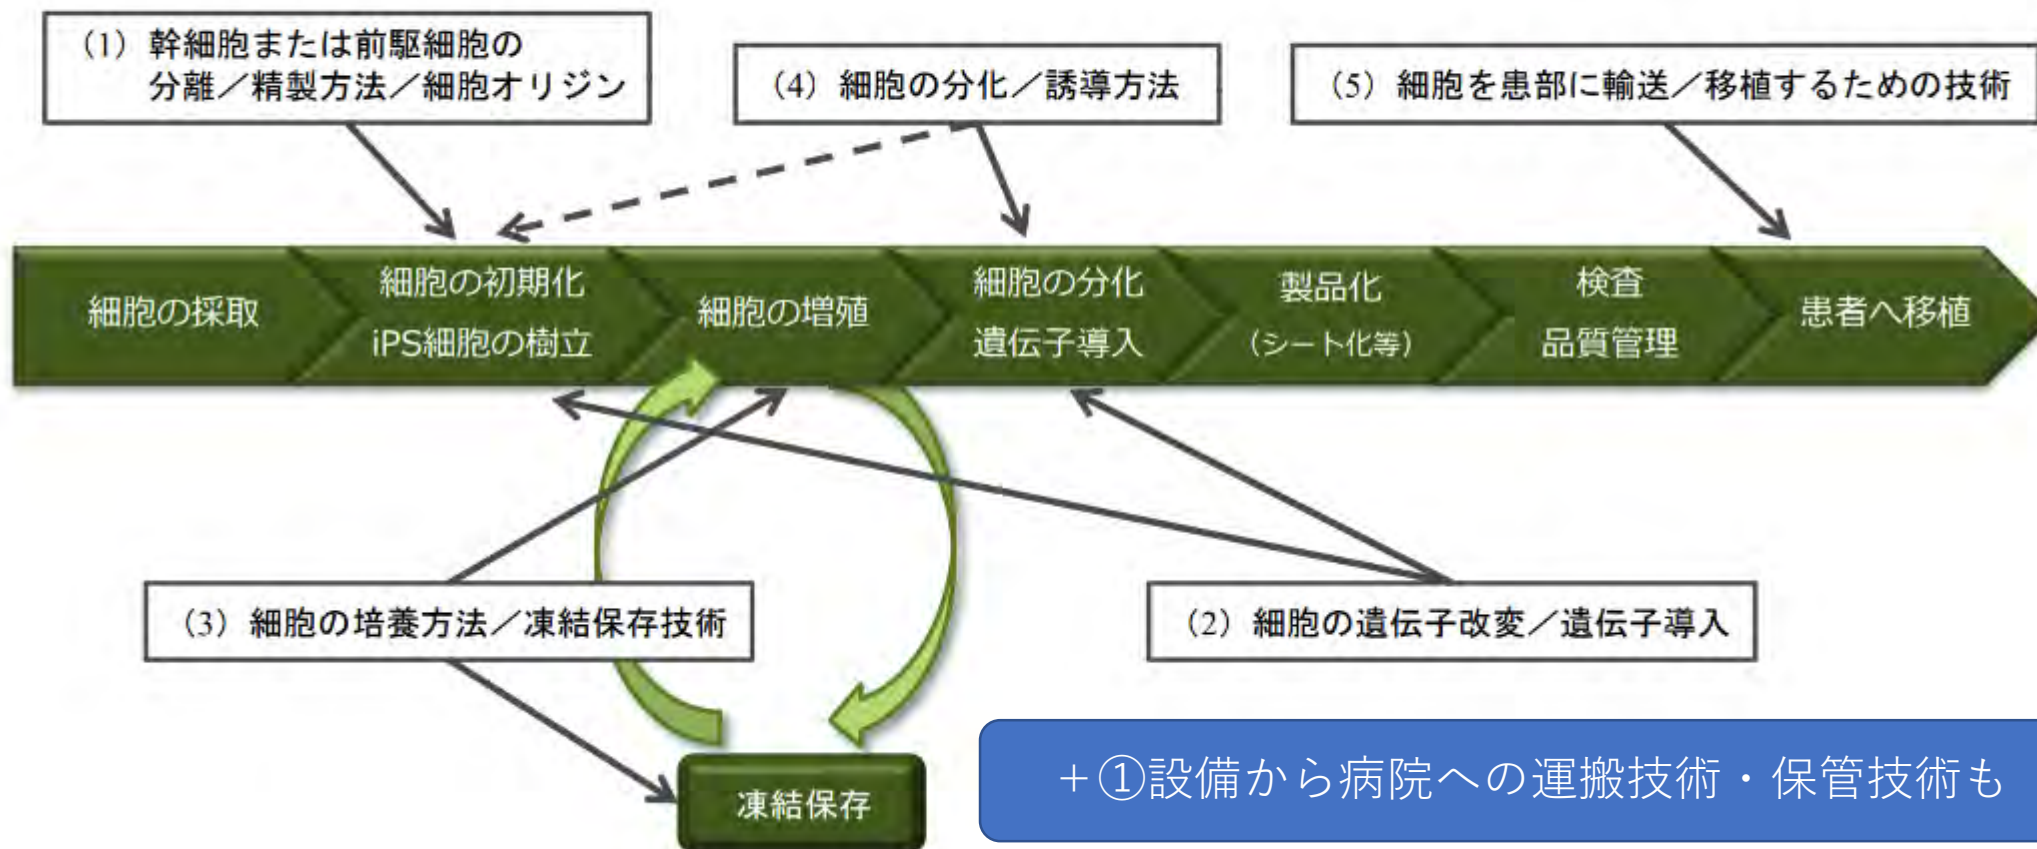 (1) 幹細胞または前駆細胞の
分離／精製方法／細胞オリジン
(4) 細胞の分化／誘導方法
(5) 細胞を患部に輸送／移植するための技術
細胞の採取
細胞の初期化
iPS細胞の樹立
細胞の増殖
細胞の分化
遺伝子導入
製品化
（シート化等）
検査
品質管理
患者へ移植
(3) 細胞の培養方法／凍結保存技術
(2) 細胞の遺伝子改変／遺伝子導入
凍結保存
＋①設備から病院への運搬技術・保管技術も